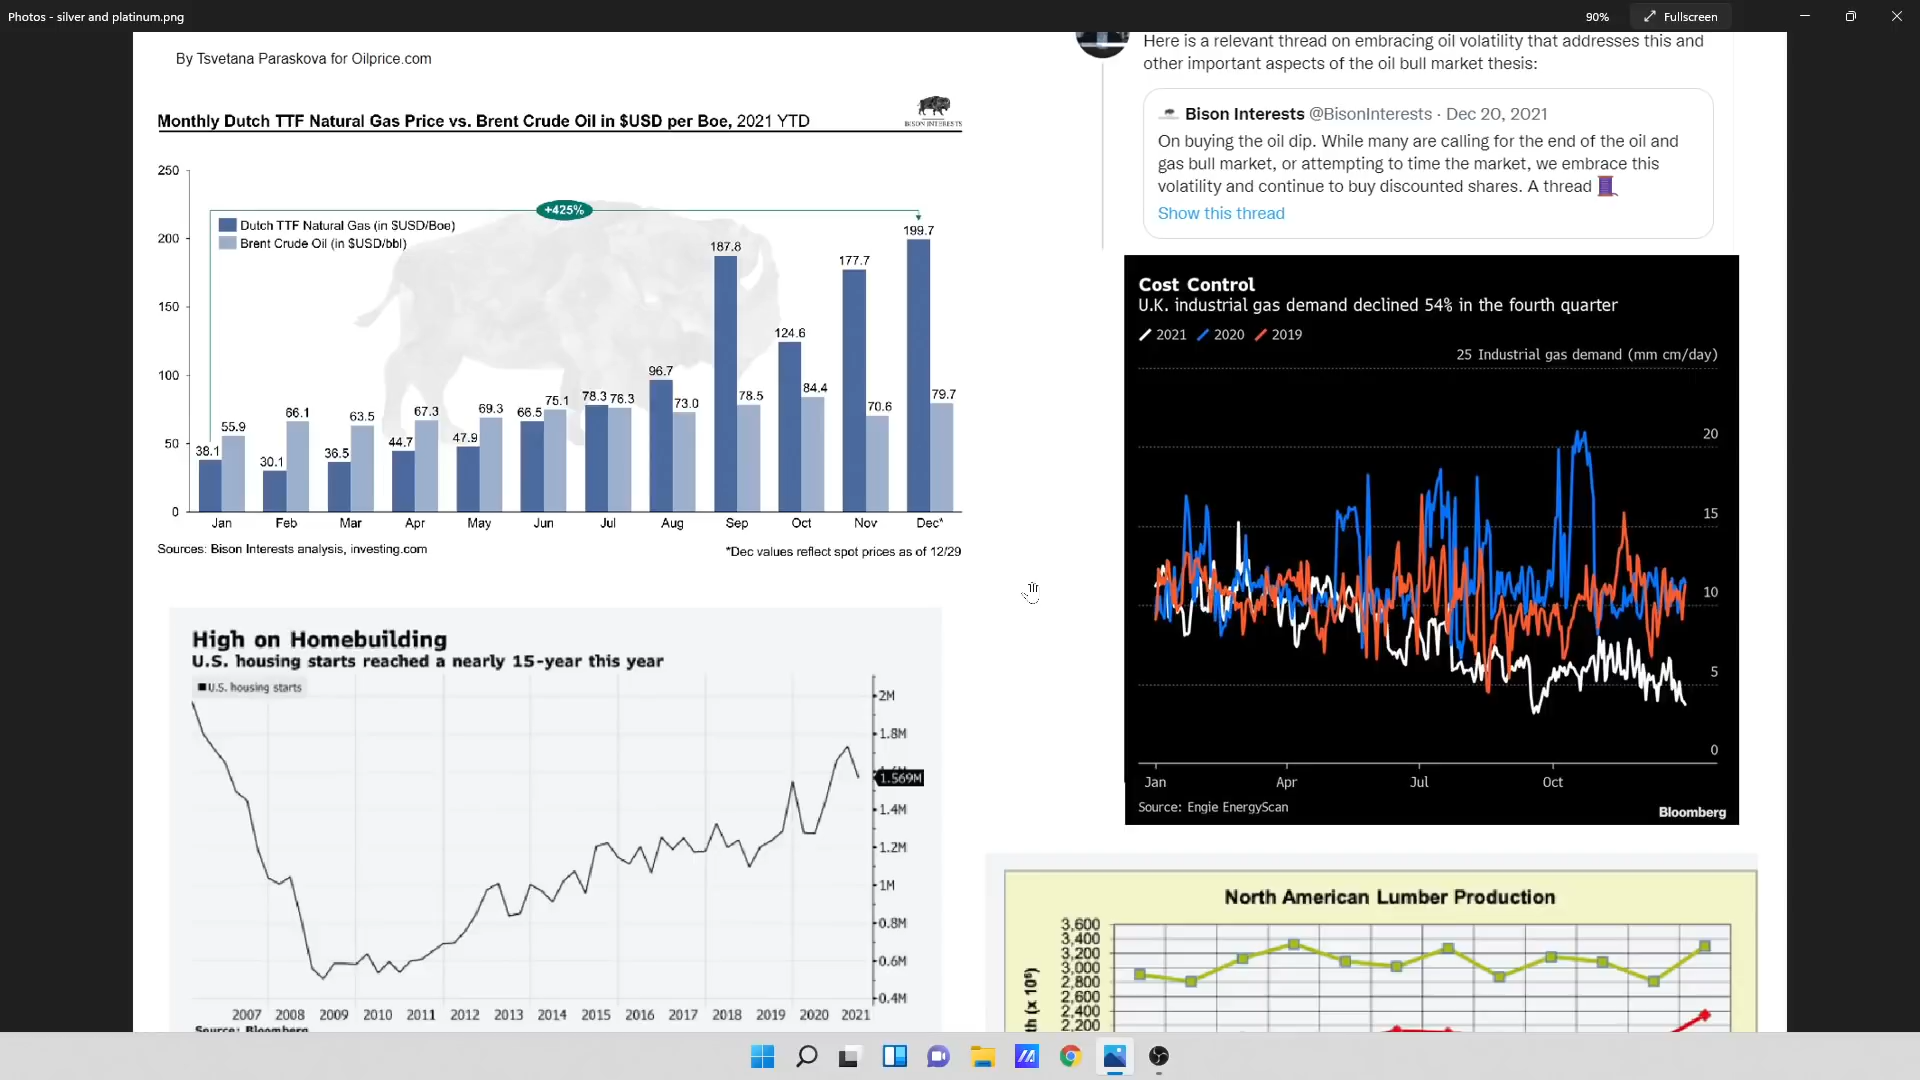 Photos - silver and platinum.png
90%
Fullscreen
By Tsvetana Paraskova for Oilprice.com
Monthly Dutch TTF Natural Gas Price vs. Brent Crude Oil in $USD per Boe, 2021 YTD
BISON INTERESTS
250
200
150
100
50
0
+425%
Dutch TTF Natural Gas (in $USD/Boe)
Brent Crude Oil (in $USD/bbl)
38.1 55.9
30.1 66.1
36.5 63.5
44.7 67.3
47.9 69.3
66.5 75.1
78.3 76.3
96.7 73.0
187.8 78.5
124.6 84.4
177.7 70.6
199.7 79.7
Jan Feb Mar Apr May Jun Jul Aug Sep Oct Nov Dec*
Sources: Bison Interests analysis, investing.com
*Dec values reflect spot prices as of 12/29
High on Homebuilding
U.S. housing starts reached a nearly 15-year this year
U.S. housing starts
2M
1.8M
1.569M
1.4M
1.2M
1M
0.8M
0.6M
0.4M
2007 2008 2009 2010 2011 2012 2013 2014 2015 2016 2017 2018 2019 2020 2021
Source: Bloomberg
Here is a relevant thread on embracing oil volatility that addresses this and
other important aspects of the oil bull market thesis:
Bison Interests @BisonInterests · Dec 20, 2021
On buying the oil dip. While many are calling for the end of the oil and
gas bull market, or attempting to time the market, we embrace this
volatility and continue to buy discounted shares. A thread
Show this thread
Cost Control
U.K. industrial gas demand declined 54% in the fourth quarter
2021 2020 2019
25 Industrial gas demand (mm cm/day)
20
15
10
5
0
Jan Apr Jul Oct
Source: Engie EnergyScan
Bloomberg
North American Lumber Production
3,600
3,400
3,200
3,000
2,800
2,600
2,400
2,200